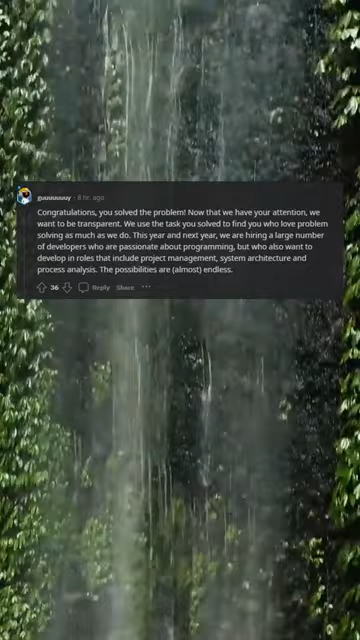 guuuuuuuy · 8 hr. ago
Congratulations, you solved the problem! Now that we have your attention, we
want to be transparent. We use the task you solved to find you who love problem
solving as much as we do. This year and next year, we are hiring a large number
of developers who are passionate about programming, but who also want to
develop in roles that include project management, system architecture and
process analysis. The possibilities are (almost) endless.
36 Reply Share ···